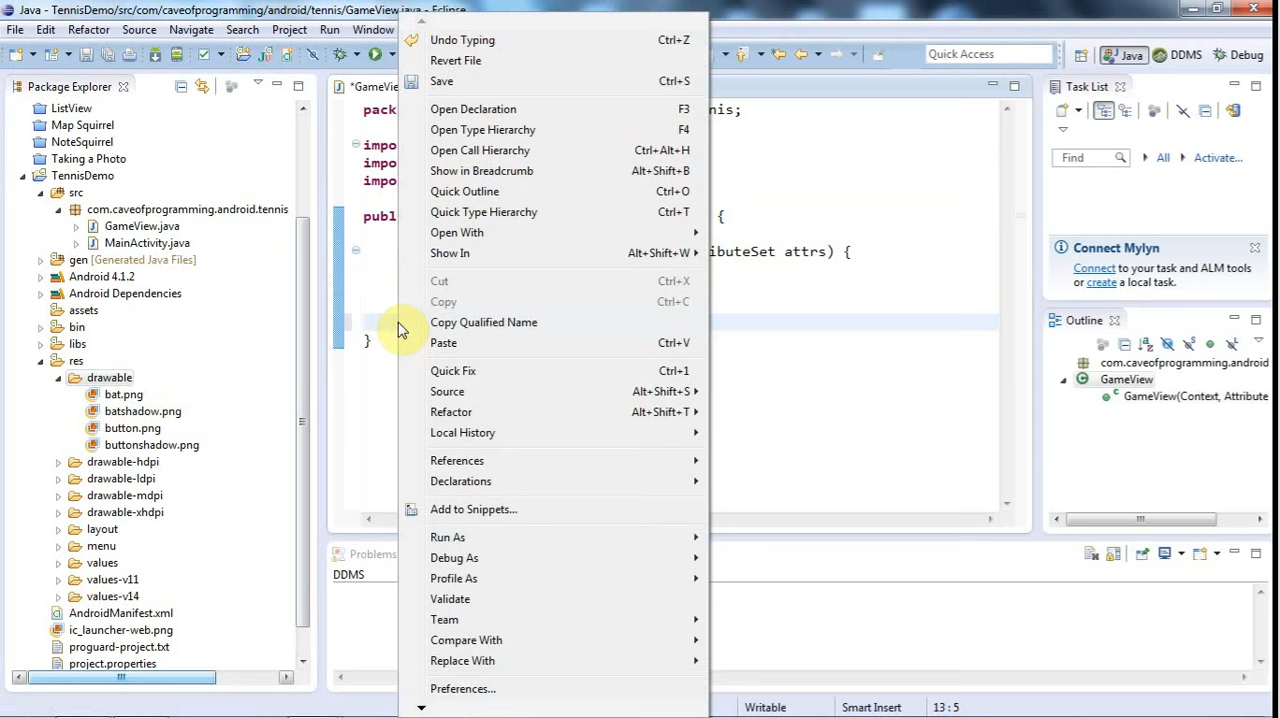 Java - TennisDemo/src/com/caveofprogramming/android/tennis/GameView.java - Eclipse
File Edit Refactor Source Navigate Search Project Run Window
Quick Access Java DDMS Debug
Package Explorer
ListView
Map Squirrel
NoteSquirrel
Taking a Photo
TennisDemo
src
com.caveofprogramming.android.tennis
GameView.java
MainActivity.java
gen [Generated Java Files]
Android 4.1.2
Android Dependencies
assets
bin
libs
res
drawable
bat.png
batshadow.png
button.png
buttonshadow.png
drawable-hdpi
drawable-ldpi
drawable-mdpi
drawable-xhdpi
layout
menu
values
values-v11
values-v14
AndroidManifest.xml
ic_launcher-web.png
proguard-project.txt
project.properties
*GameVie
pack nis;
impo
impo
impo
publ {
ibuteSet attrs) {
}
Undo Typing Ctrl+Z
Revert File
Save Ctrl+S
Open Declaration F3
Open Type Hierarchy F4
Open Call Hierarchy Ctrl+Alt+H
Show in Breadcrumb Alt+Shift+B
Quick Outline Ctrl+O
Quick Type Hierarchy Ctrl+T
Open With
Show In Alt+Shift+W
Cut Ctrl+X
Copy Ctrl+C
Copy Qualified Name
Paste Ctrl+V
Quick Fix Ctrl+1
Source Alt+Shift+S
Refactor Alt+Shift+T
Local History
References
Declarations
Add to Snippets...
Run As
Debug As
Profile As
Validate
Team
Compare With
Replace With
Preferences...
Problems
DDMS
Task List
Find All Activate...
Connect Mylyn
Connect to your task and ALM tools
or create a local task.
Outline
com.caveofprogramming.android
GameView
GameView(Context, Attribute
Writable Smart Insert 13 : 5